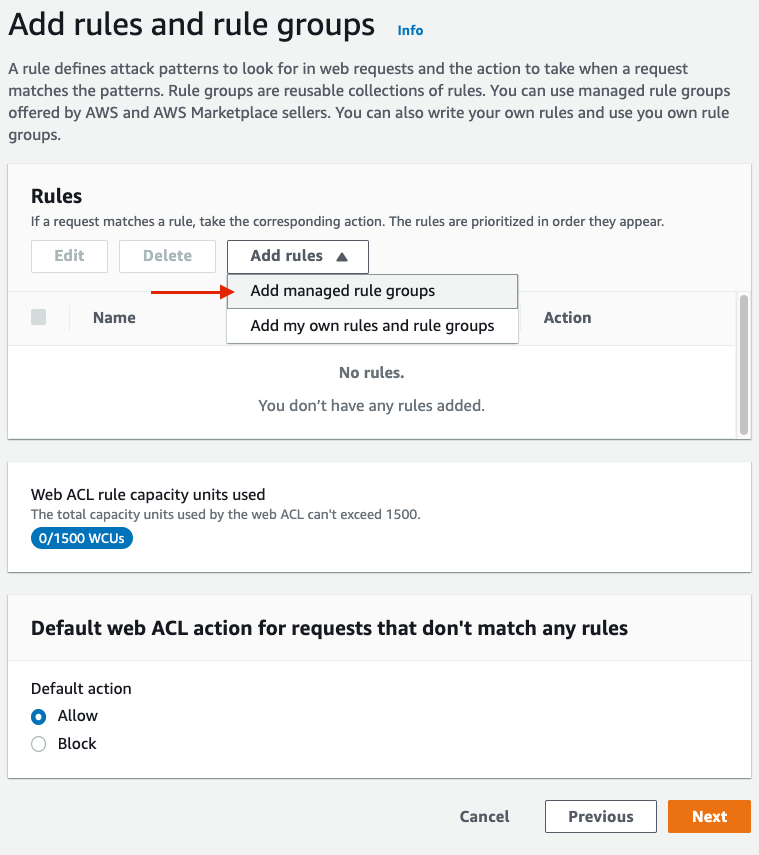 Add rules and rule groups Info
A rule defines attack patterns to look for in web requests and the action to take when a request
matches the patterns. Rule groups are reusable collections of rules. You can use managed rule groups
offered by AWS and AWS Marketplace sellers. You can also write your own rules and use you own rule
groups.
Rules
If a request matches a rule, take the corresponding action. The rules are prioritized in order they appear.
Edit Delete Add rules
Add managed rule groups
Add my own rules and rule groups
Name Action
No rules.
You don’t have any rules added.
Web ACL rule capacity units used
The total capacity units used by the web ACL can't exceed 1500.
0/1500 WCUs
Default web ACL action for requests that don't match any rules
Default action
Allow
Block
Cancel Previous Next